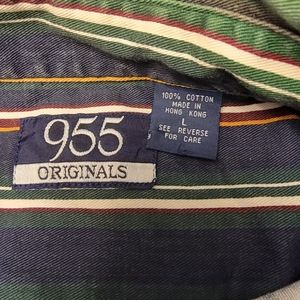 955
ORIGINALS
100% COTTON
MADE IN
HONG KONG
L
SEE REVERSE
FOR CARE